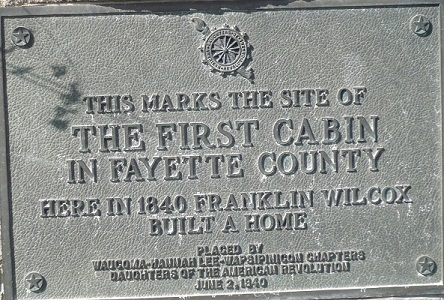 THIS MARKS THE SITE OF
THE FIRST CABIN
IN FAYETTE COUNTY
HERE IN 1840 FRANKLIN WILCOX
BUILT A HOME
PLACED BY
WAUCOMA-HANNAH LEE-WAPSIPINICON CHAPTERS
DAUGHTERS OF THE AMERICAN REVOLUTION
JUNE 2, 1940